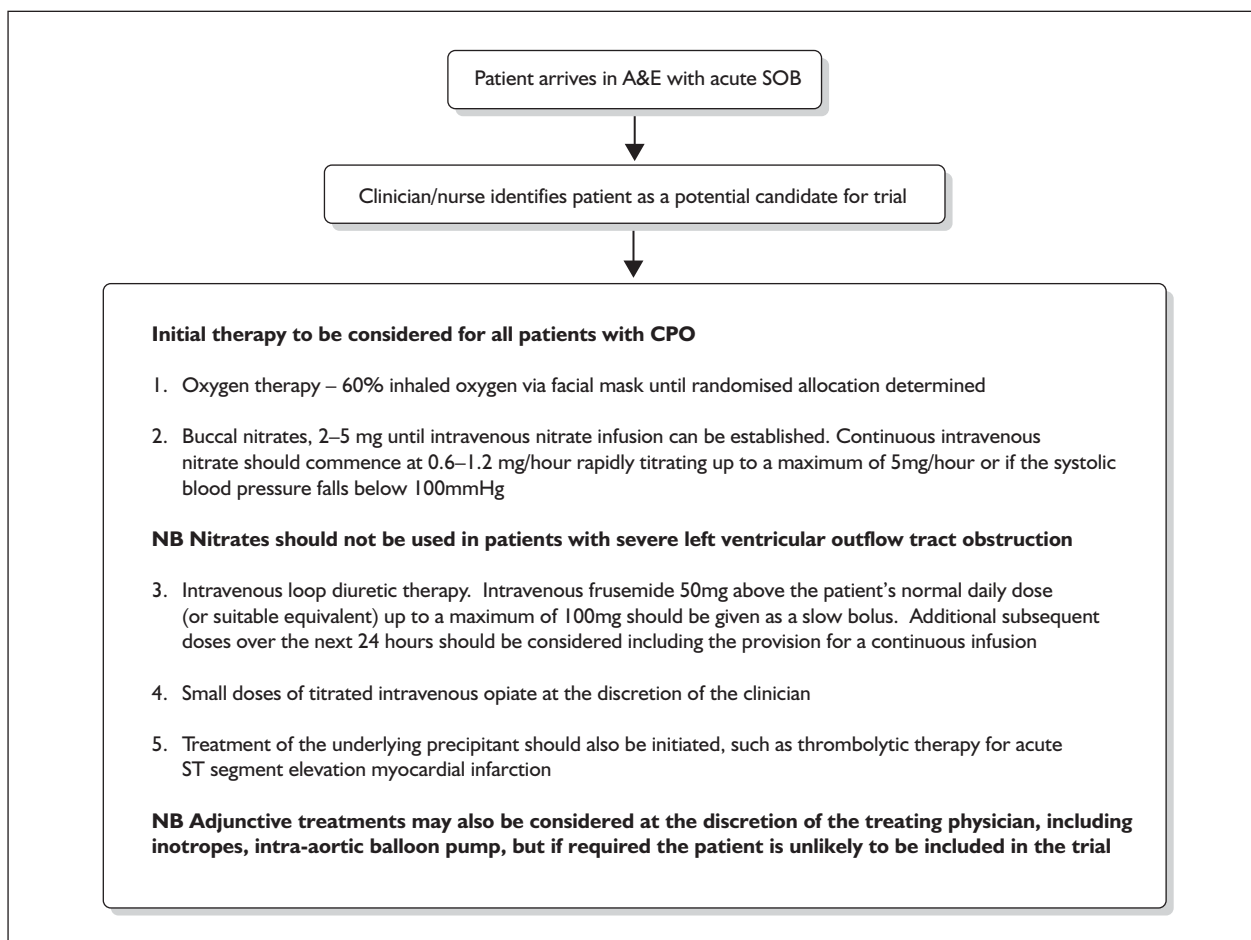 Patient arrives in A&E with acute SOB
Clinician/nurse identifies patient as a potential candidate for trial
Initial therapy to be considered for all patients with CPO
1. Oxygen therapy – 60% inhaled oxygen via facial mask until randomised allocation determined
2. Buccal nitrates, 2–5 mg until intravenous nitrate infusion can be established. Continuous intravenous
nitrate should commence at 0.6–1.2 mg/hour rapidly titrating up to a maximum of 5mg/hour or if the systolic
blood pressure falls below 100mmHg
NB Nitrates should not be used in patients with severe left ventricular outflow tract obstruction
3. Intravenous loop diuretic therapy. Intravenous frusemide 50mg above the patient's normal daily dose
(or suitable equivalent) up to a maximum of 100mg should be given as a slow bolus. Additional subsequent
doses over the next 24 hours should be considered including the provision for a continuous infusion
4. Small doses of titrated intravenous opiate at the discretion of the clinician
5. Treatment of the underlying precipitant should also be initiated, such as thrombolytic therapy for acute
ST segment elevation myocardial infarction
NB Adjunctive treatments may also be considered at the discretion of the treating physician, including
inotropes, intra-aortic balloon pump, but if required the patient is unlikely to be included in the trial